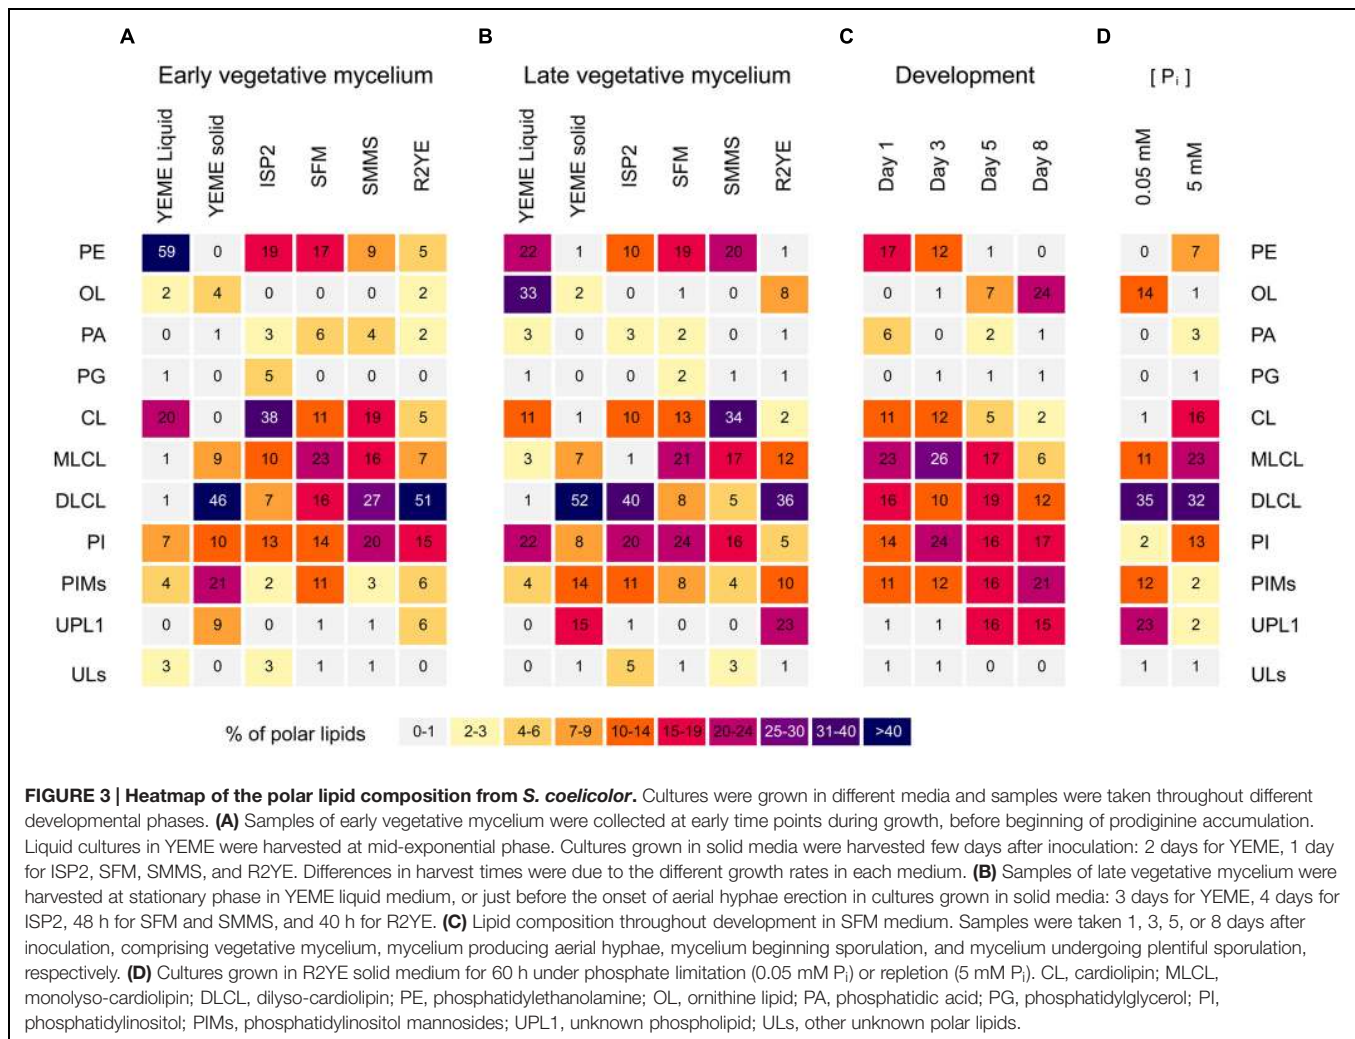 A B C D
Early vegetative mycelium Late vegetative mycelium Development [ Pᵢ ]
YEME Liquid YEME solid ISP2 SFM SMMS R2YE YEME Liquid YEME solid ISP2 SFM SMMS R2YE Day 1 Day 3 Day 5 Day 8 0.05 mM 5 mM
PE 59 0 19 17 9 5 22 1 10 19 20 1 17 12 1 0 0 7 PE
OL 2 4 0 0 0 2 33 2 0 1 0 8 0 1 7 24 14 1 OL
PA 0 1 3 6 4 2 3 0 3 2 0 1 6 0 2 1 0 3 PA
PG 1 0 5 0 0 0 1 0 0 2 1 1 0 1 1 1 0 1 PG
CL 20 0 38 11 19 5 11 1 10 13 34 2 11 12 5 2 1 16 CL
MLCL 1 9 10 23 16 7 3 7 1 21 17 12 23 26 17 6 11 23 MLCL
DLCL 1 46 7 16 27 51 1 52 40 8 5 36 16 10 19 12 35 32 DLCL
PI 7 10 13 14 20 15 22 8 20 24 16 5 14 24 16 17 2 13 PI
PIMs 4 21 2 11 3 6 4 14 11 8 4 10 11 12 16 21 12 2 PIMs
UPL1 0 9 0 1 1 6 0 15 1 0 0 23 1 1 16 15 23 2 UPL1
ULs 3 0 3 1 1 0 0 1 5 1 3 1 1 1 0 0 1 1 ULs
% of polar lipids 0-1 2-3 4-6 7-9 10-14 15-19 20-24 25-30 31-40 >40
FIGURE 3 | Heatmap of the polar lipid composition from S. coelicolor. Cultures were grown in different media and samples were taken throughout different
developmental phases. (A) Samples of early vegetative mycelium were collected at early time points during growth, before beginning of prodiginine accumulation.
Liquid cultures in YEME were harvested at mid-exponential phase. Cultures grown in solid media were harvested few days after inoculation: 2 days for YEME, 1 day
for ISP2, SFM, SMMS, and R2YE. Differences in harvest times were due to the different growth rates in each medium. (B) Samples of late vegetative mycelium were
harvested at stationary phase in YEME liquid medium, or just before the onset of aerial hyphae erection in cultures grown in solid media: 3 days for YEME, 4 days for
ISP2, 48 h for SFM and SMMS, and 40 h for R2YE. (C) Lipid composition throughout development in SFM medium. Samples were taken 1, 3, 5, or 8 days after
inoculation, comprising vegetative mycelium, mycelium producing aerial hyphae, mycelium beginning sporulation, and mycelium undergoing plentiful sporulation,
respectively. (D) Cultures grown in R2YE solid medium for 60 h under phosphate limitation (0.05 mM Pᵢ) or repletion (5 mM Pᵢ). CL, cardiolipin; MLCL,
monolyso-cardiolipin; DLCL, dilyso-cardiolipin; PE, phosphatidylethanolamine; OL, ornithine lipid; PA, phosphatidic acid; PG, phosphatidylglycerol; PI,
phosphatidylinositol; PIMs, phosphatidylinositol mannosides; UPL1, unknown phospholipid; ULs, other unknown polar lipids.